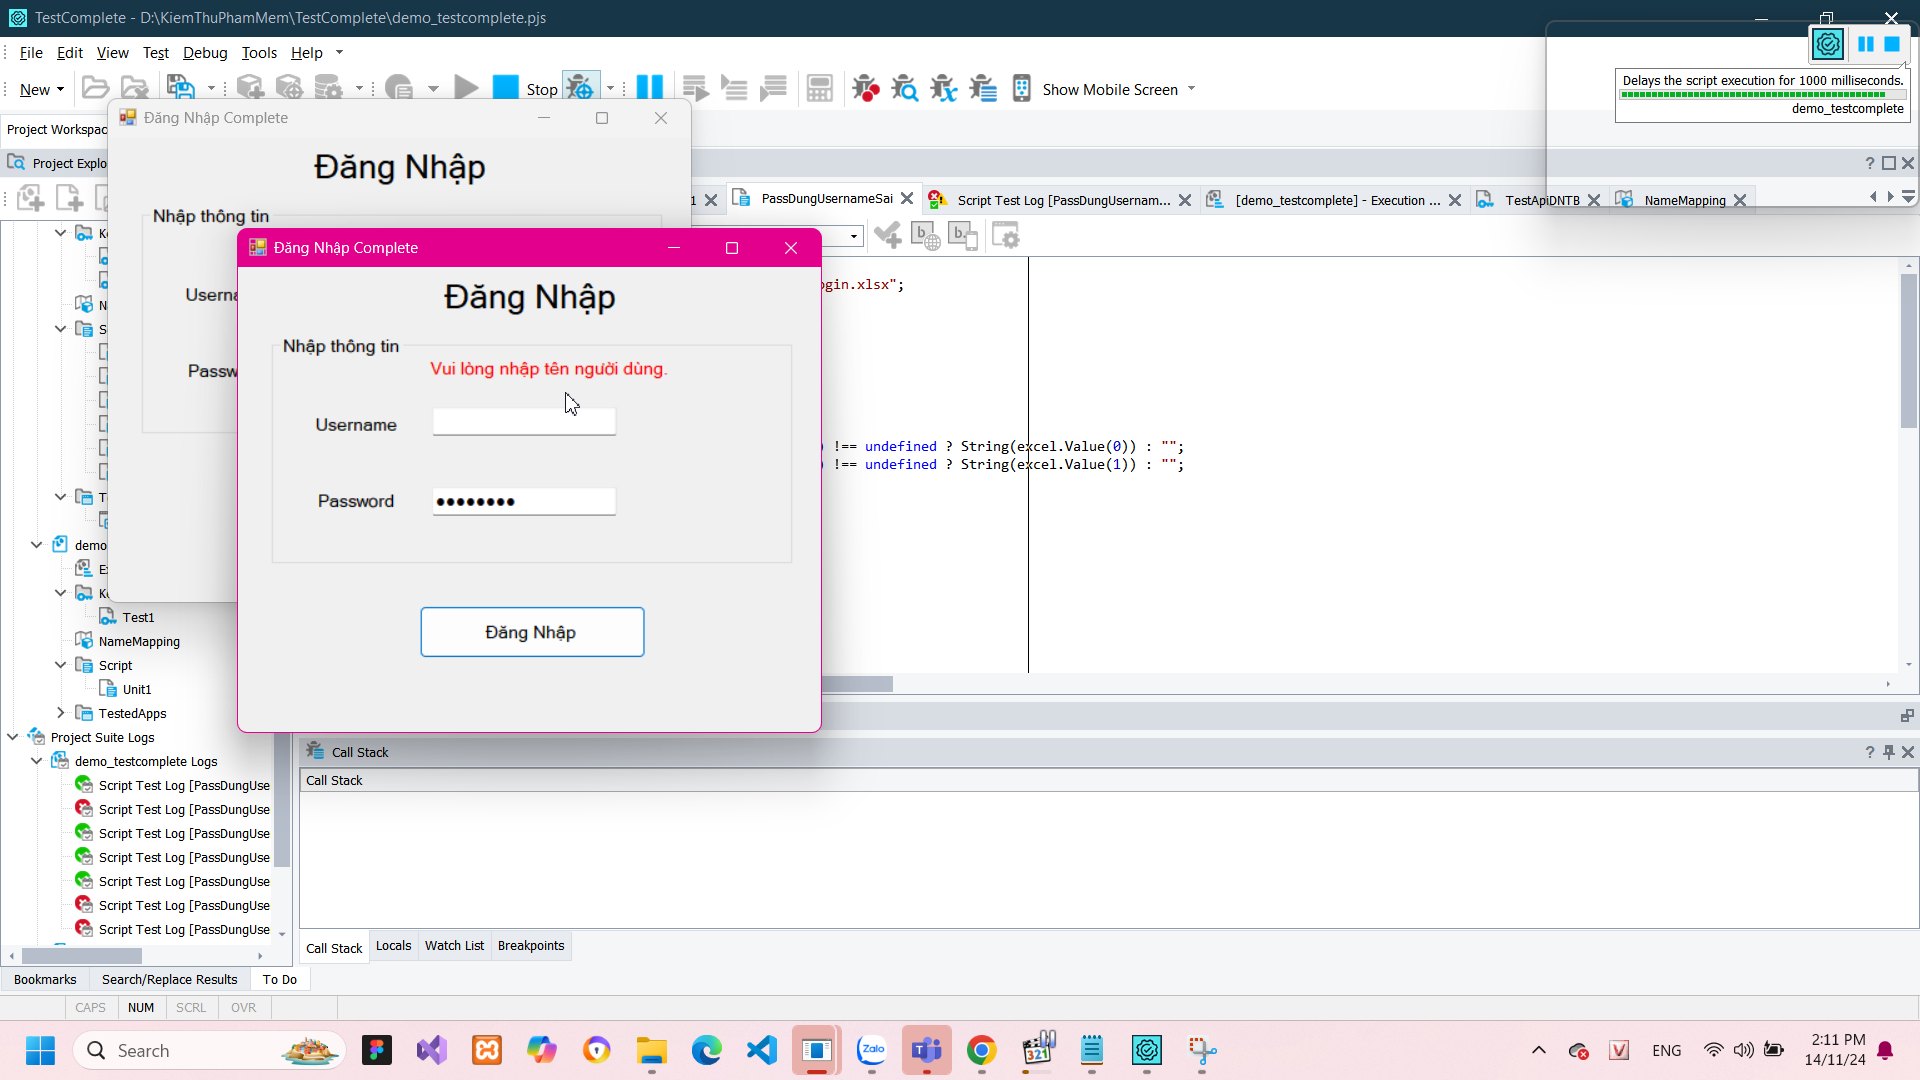 TestComplete - D:\KiemThuPhamMem\TestComplete\demo_testcomplete.pjs
File Edit View Test Debug Tools Help
New
Stop
Show Mobile Screen
Delays the script execution for 1000 milliseconds.
demo_testcomplete
Project Workspac
Project Explo
Đăng Nhập Complete
Đăng Nhập
Nhập thông tin
Userna
Passw
1
PassDungUsernameSai
Script Test Log [PassDungUsernam...
[demo_testcomplete] - Execution ...
TestApiDNTB
NameMapping
Đăng Nhập Complete
Đăng Nhập
Nhập thông tin
Vui lòng nhập tên người dùng.
Username
Password
Đăng Nhập
gin.xlsx";
) !== undefined ? String(excel.Value(0)) : "";
) !== undefined ? String(excel.Value(1)) : "";
Ke
N
S
T
demo
Ex
Ke
Test1
NameMapping
Script
Unit1
TestedApps
Project Suite Logs
demo_testcomplete Logs
Script Test Log [PassDungUse
Script Test Log [PassDungUse
Script Test Log [PassDungUse
Script Test Log [PassDungUse
Script Test Log [PassDungUse
Script Test Log [PassDungUse
Script Test Log [PassDungUse
Call Stack
Call Stack
Call Stack Locals Watch List Breakpoints
Bookmarks Search/Replace Results To Do
CAPS NUM SCRL OVR
Search
Zalo
321
ENG
2:11 PM
14/11/24